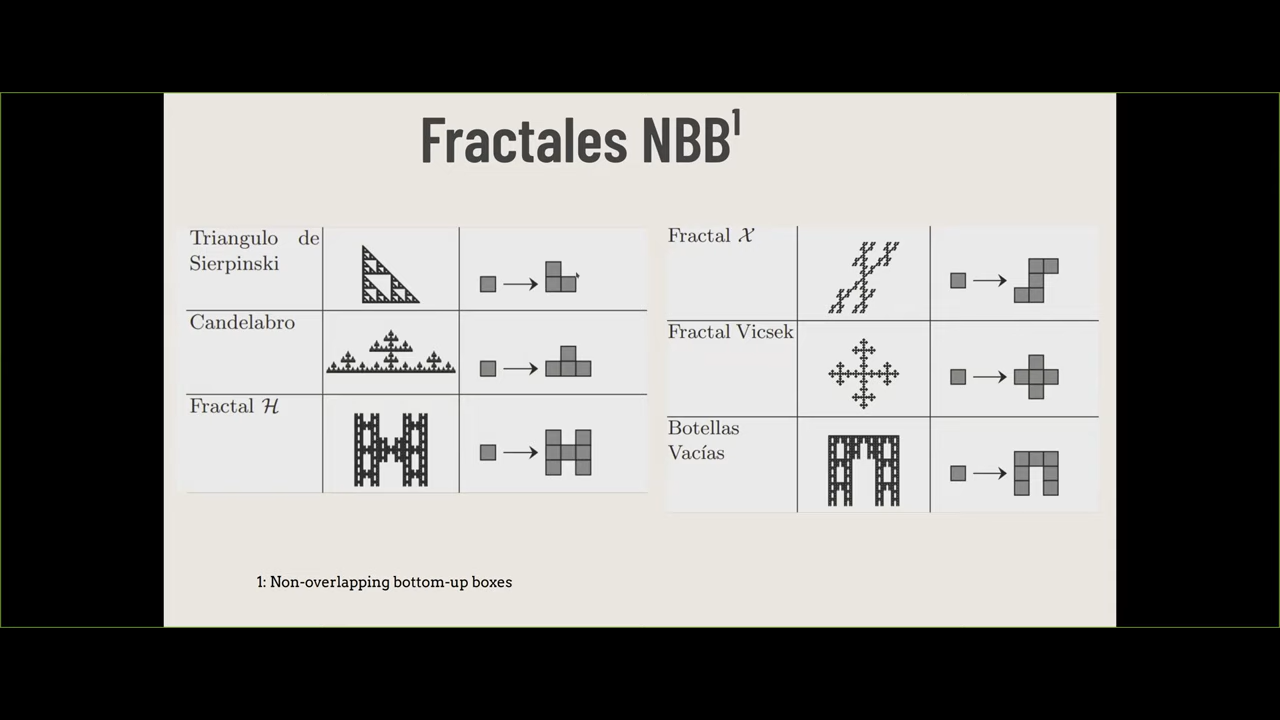 Fractales NBB¹
Triangulo de
Sierpinski
Candelabro
Fractal ℋ
Fractal 𝒳
Fractal Vicsek
Botellas
Vacías
1: Non-overlapping bottom-up boxes